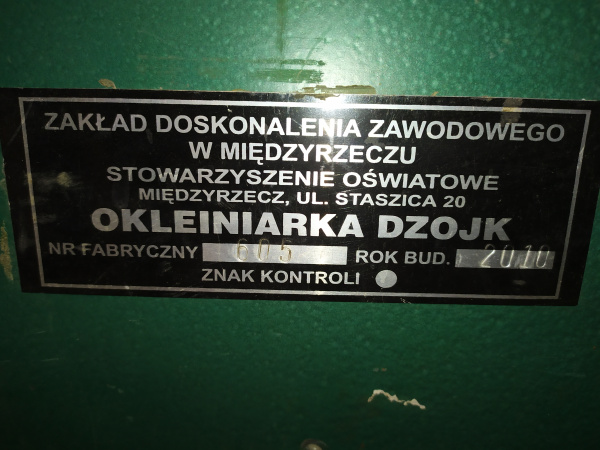 ZAKŁAD DOSKONALENIA ZAWODOWEGO
W MIĘDZYRZECZU
STOWARZYSZENIE OŚWIATOWE
MIĘDZYRZECZ, UL. STASZICA 20
OKLEINIARKA DZOJK
NR FABRYCZNY 605 ROK BUD. 2010
ZNAK KONTROLI